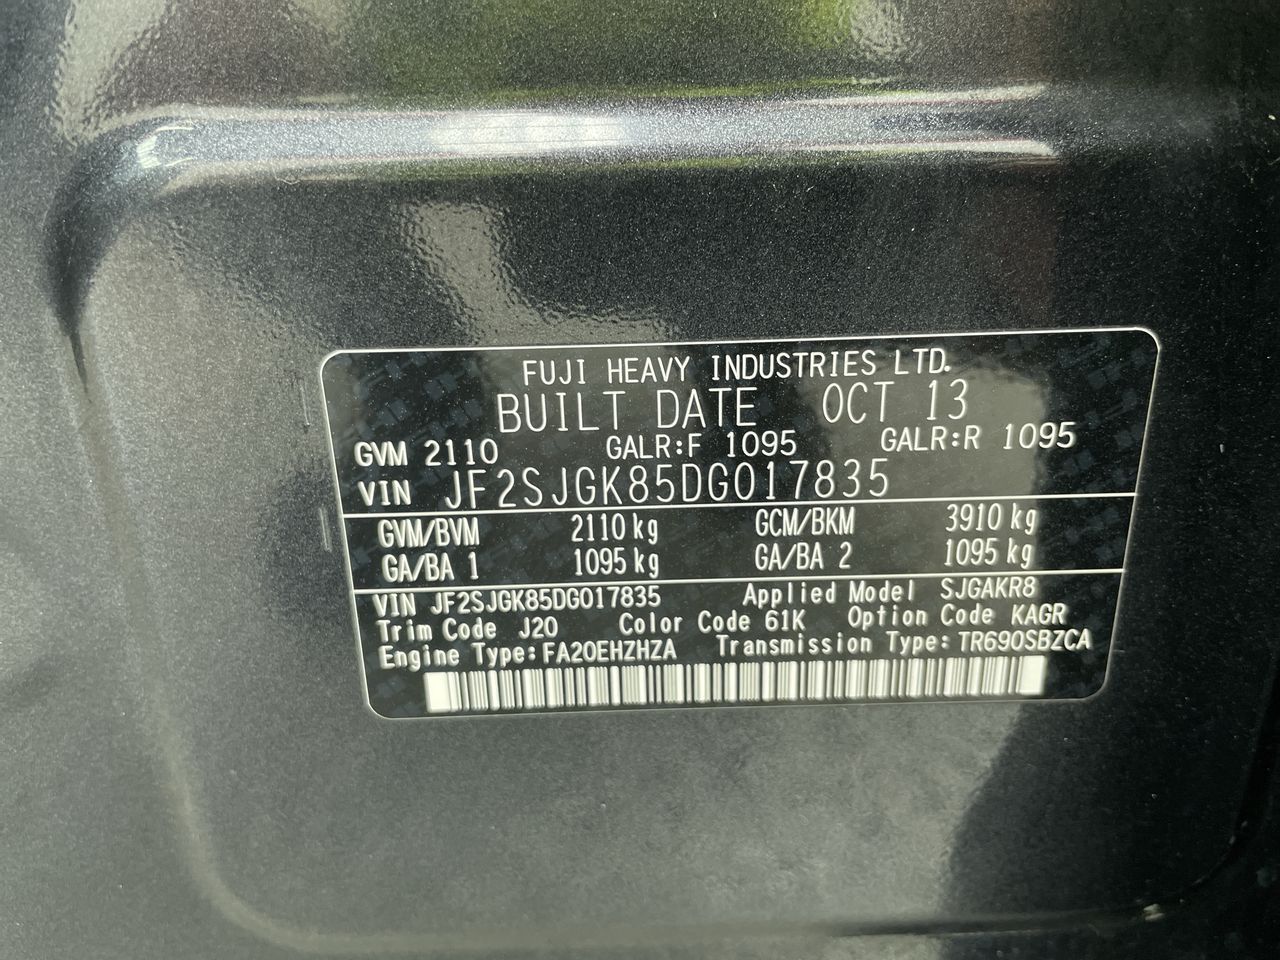 FUJI HEAVY INDUSTRIES LTD.
BUILT DATE OCT 13
GVM 2110 GALR:F 1095 GALR:R 1095
VIN JF2SJGK85DG017835
GVM/BVM 2110 kg GCM/BKM 3910 kg
GA/BA 1 1095 kg GA/BA 2 1095 kg
VIN JF2SJGK85DG017835 Applied Model SJGAKR8
Trim Code J20 Color Code 61K Option Code KAGR
Engine Type: FA20EHZHZA Transmission Type: TR690SBZCA